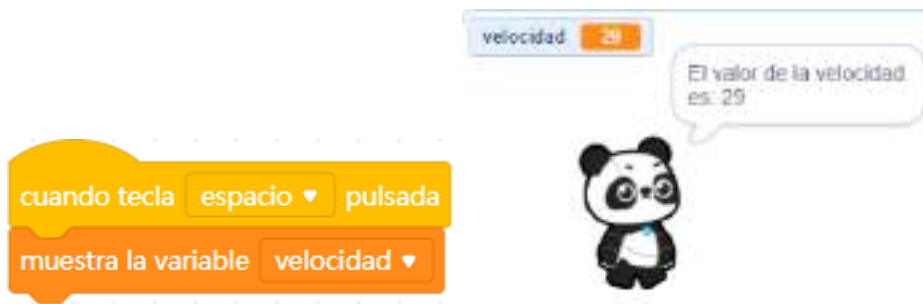 velocidad 29
El valor de la velocidad
es: 29
cuando tecla espacio pulsada
muestra la variable velocidad